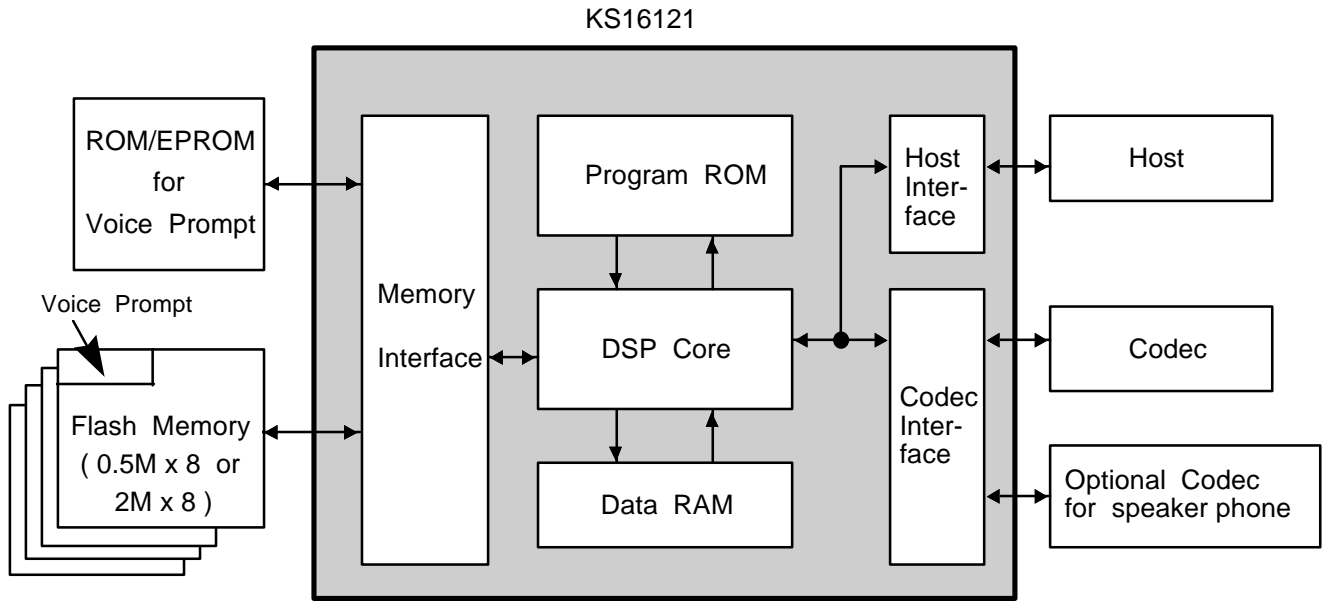 KS16121
ROM/EPROM
for
Voice Prompt
Voice Prompt
Flash Memory
( 0.5M x 8 or
2M x 8 )
Memory
Interface
Program ROM
DSP Core
Data RAM
Host
Inter-
face
Codec
Inter-
face
Host
Codec
Optional Codec
for speaker phone